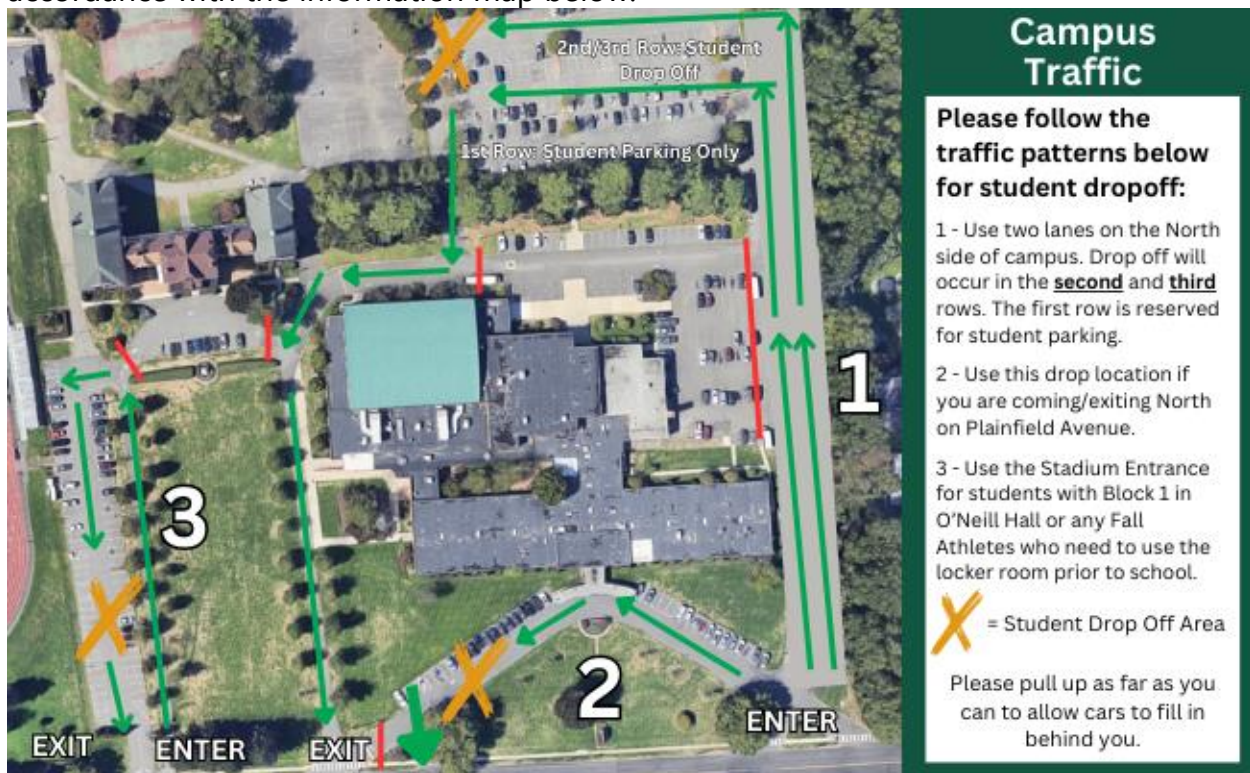 accordance with the information map below.
2nd/3rd Row: Student
Drop Off
1st Row: Student Parking Only
1
3
2
EXIT
ENTER
EXIT
ENTER
Campus
Traffic
Please follow the
traffic patterns below
for student dropoff:
1 - Use two lanes on the North
side of campus. Drop off will
occur in the second and third
rows. The first row is reserved
for student parking.
2 - Use this drop location if
you are coming/exiting North
on Plainfield Avenue.
3 - Use the Stadium Entrance
for students with Block 1 in
O'Neill Hall or any Fall
Athletes who need to use the
locker room prior to school.
= Student Drop Off Area
Please pull up as far as you
can to allow cars to fill in
behind you.